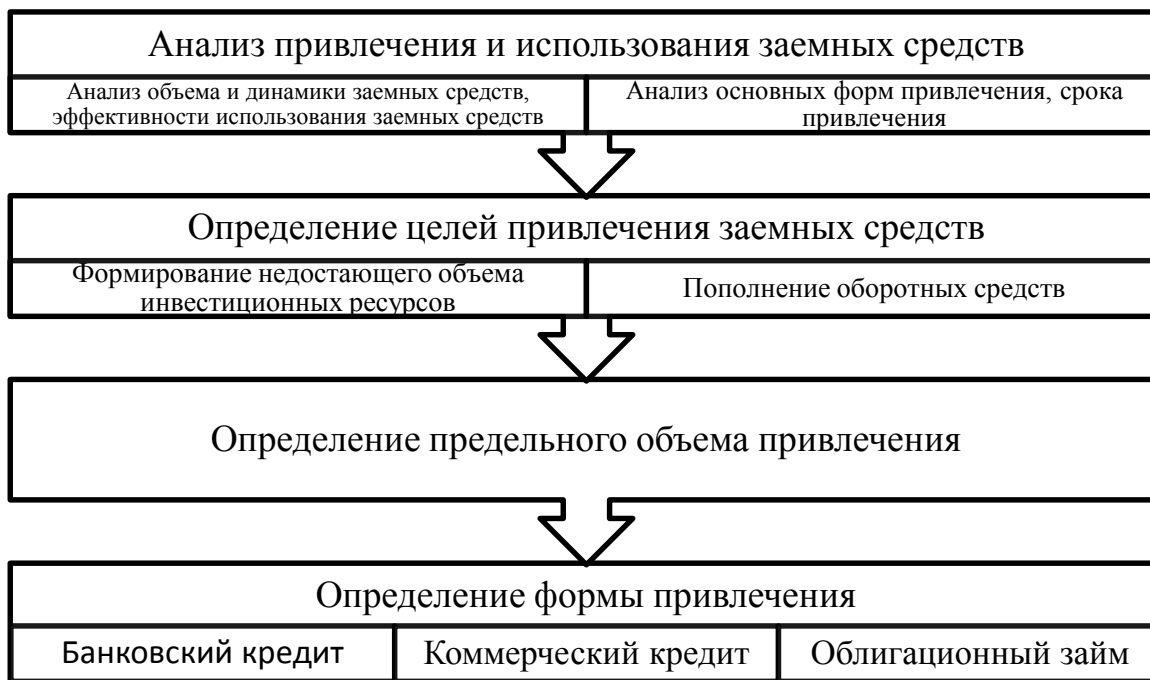 Анализ привлечения и использования заемных средств
Анализ объема и динамики заемных средств,
эффективности использования заемных средств
Анализ основных форм привлечения, срока
привлечения
Определение целей привлечения заемных средств
Формирование недостающего объема
инвестиционных ресурсов
Пополнение оборотных средств
Определение предельного объема привлечения
Определение формы привлечения
Банковский кредит
Коммерческий кредит
Облигационный займ